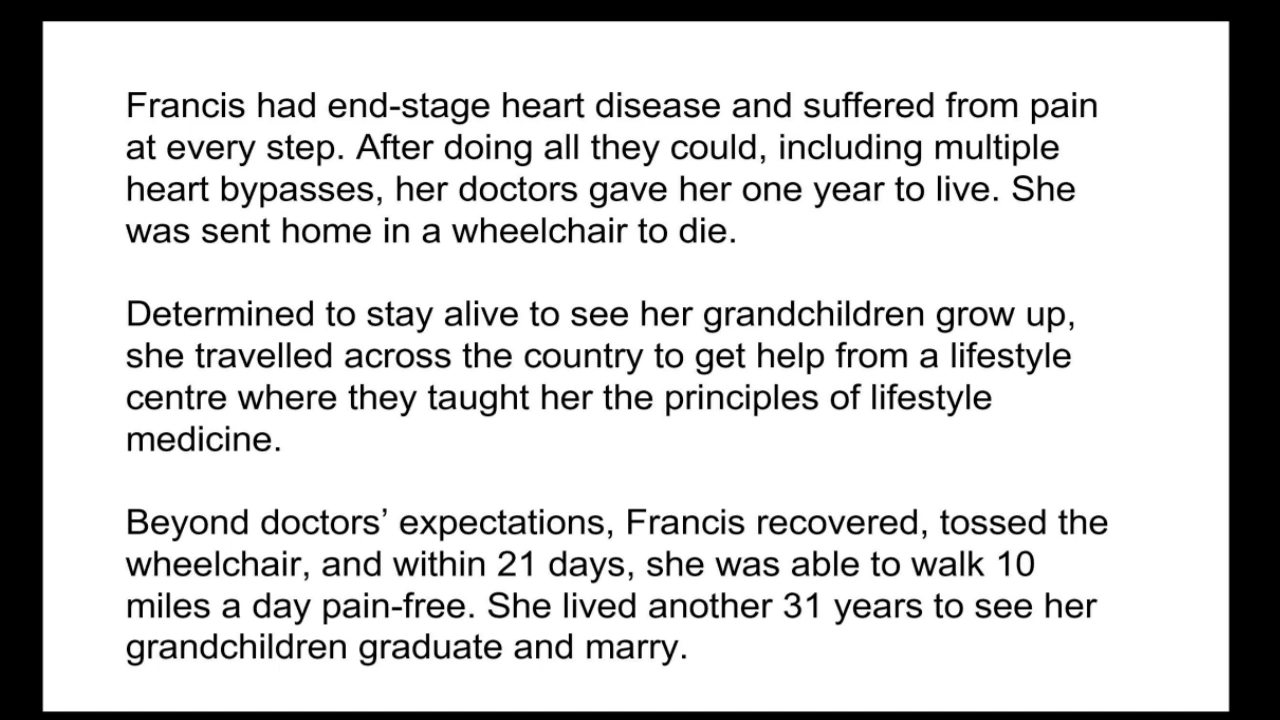 Francis had end-stage heart disease and suffered from pain
at every step. After doing all they could, including multiple
heart bypasses, her doctors gave her one year to live. She
was sent home in a wheelchair to die.
Determined to stay alive to see her grandchildren grow up,
she travelled across the country to get help from a lifestyle
centre where they taught her the principles of lifestyle
medicine.
Beyond doctors’ expectations, Francis recovered, tossed the
wheelchair, and within 21 days, she was able to walk 10
miles a day pain-free. She lived another 31 years to see her
grandchildren graduate and marry.